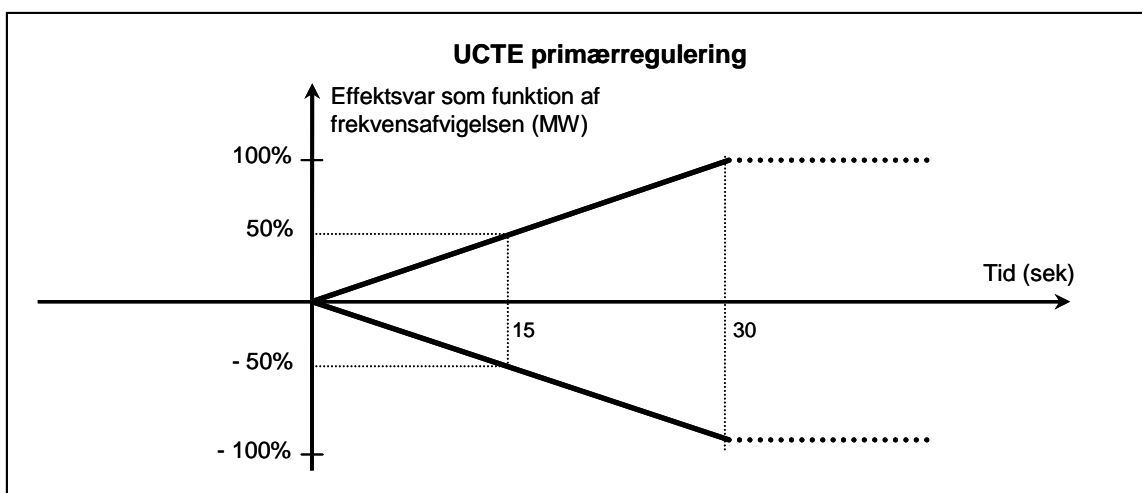 UCTE primærregulering
Effektsvar som funktion af
frekvensafvigelsen (MW)
100%
50%
Tid (sek)
15
30
- 50%
- 100%